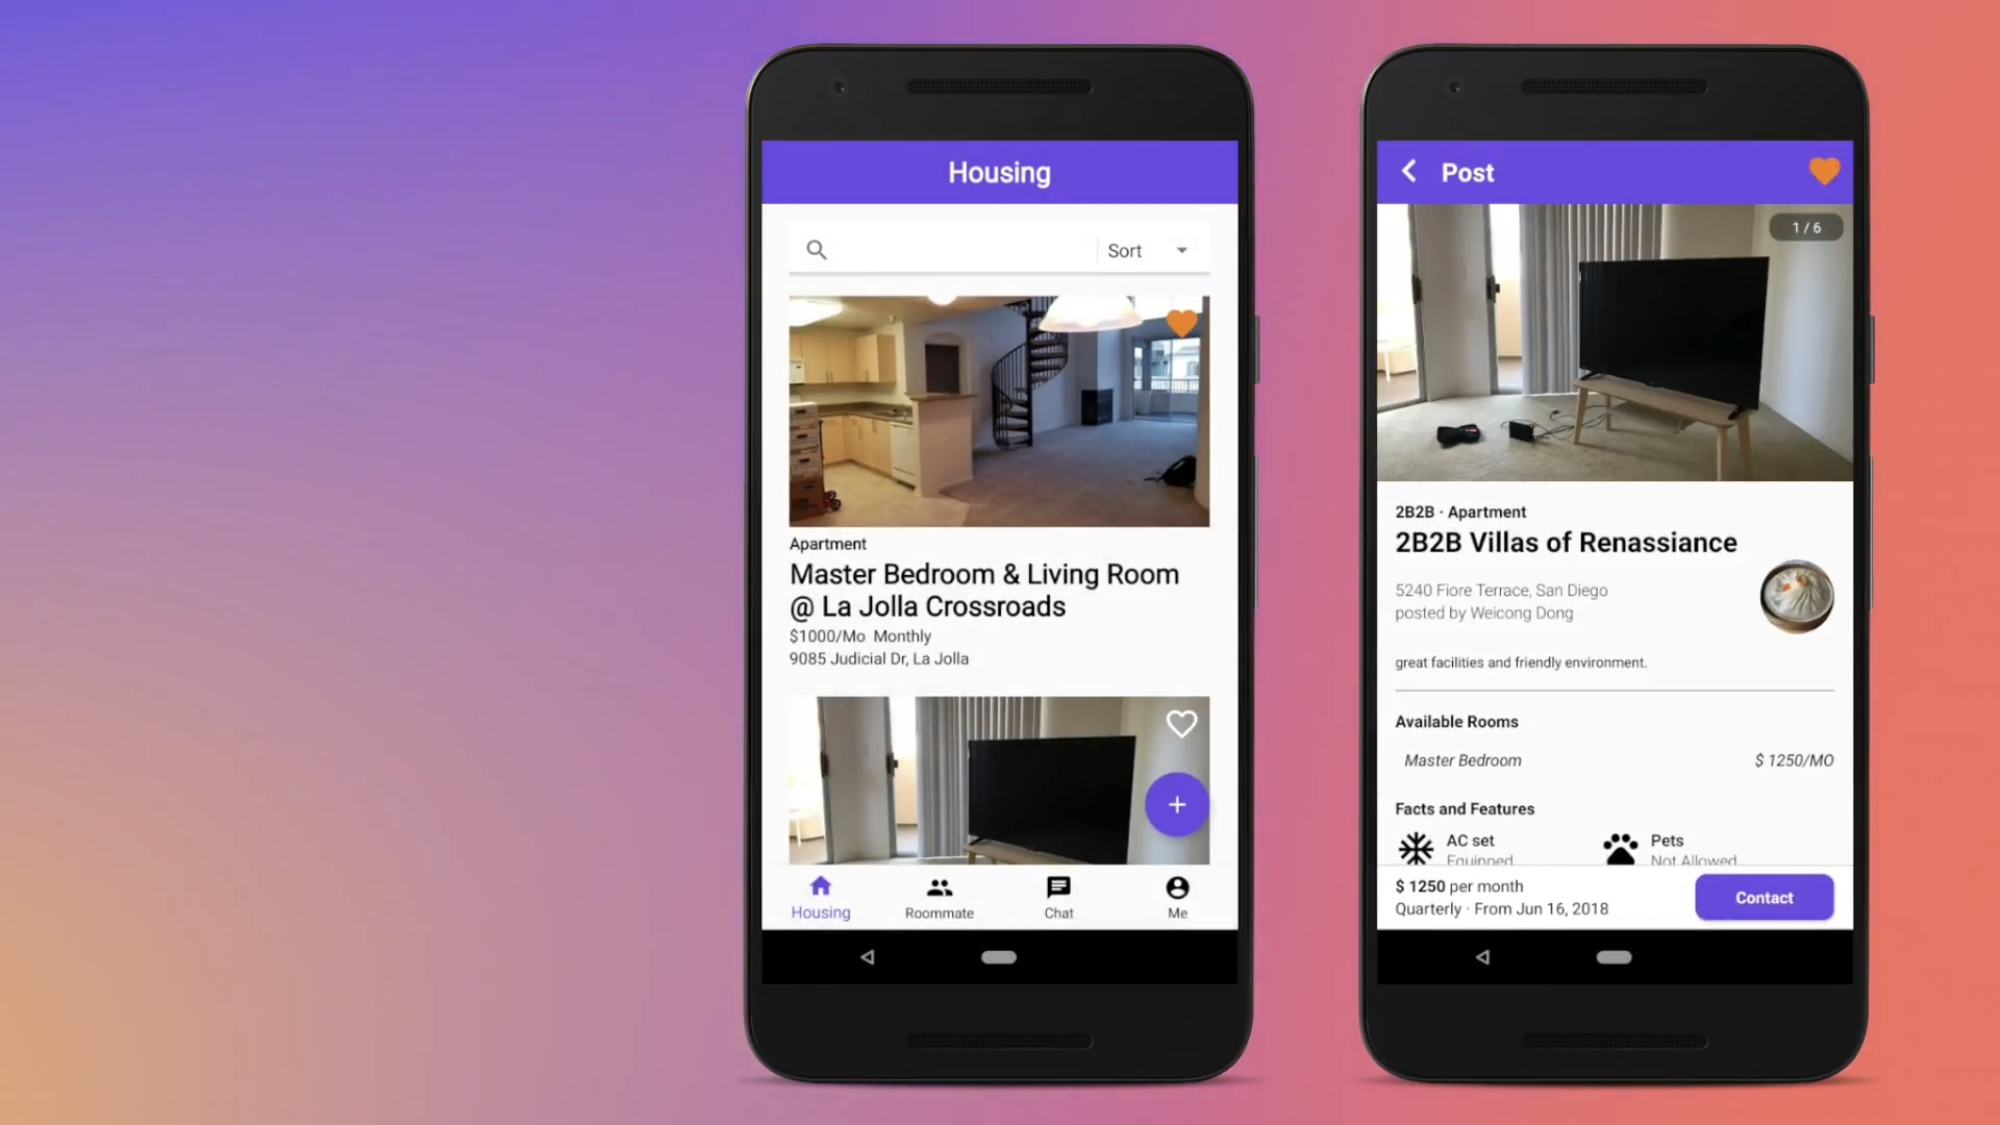 Housing
Sort
Apartment
Master Bedroom & Living Room
@ La Jolla Crossroads
$1000/Mo Monthly
9085 Judicial Dr, La Jolla
+
Housing
Roommate
Chat
Me
Post
1 / 6
2B2B · Apartment
2B2B Villas of Renassiance
5240 Fiore Terrace, San Diego
posted by Weicong Dong
great facilities and friendly environment.
Available Rooms
Master Bedroom $ 1250/MO
Facts and Features
AC set Pets
Equipped Not Allowed
$ 1250 per month
Quarterly · From Jun 16, 2018
Contact